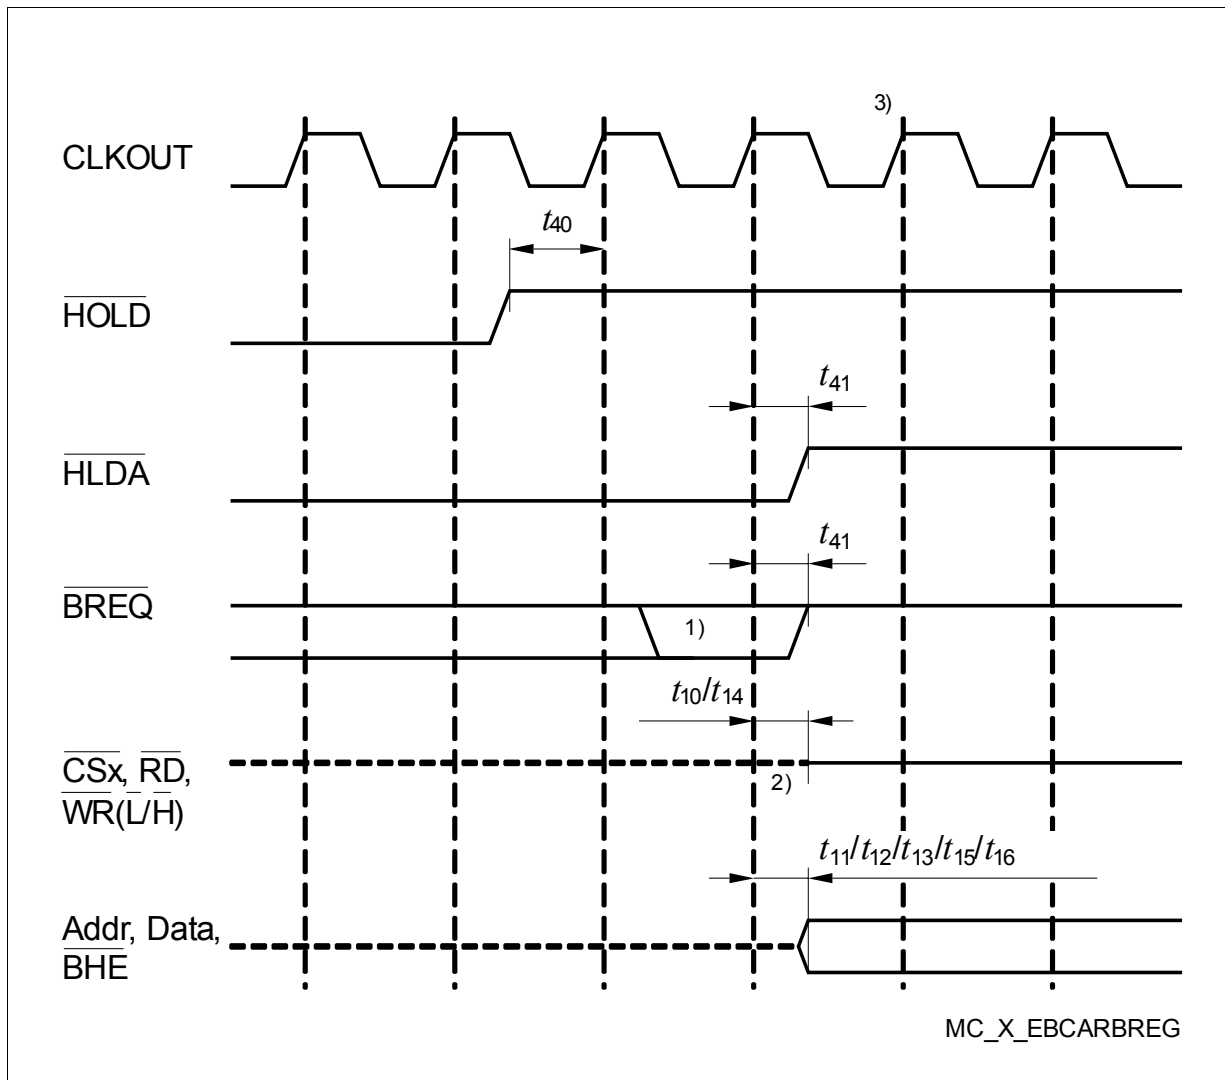 3)
CLKOUT
t40
HOLD
t41
HLDA
t41
BREQ
1)
t10/t14
CSx, RD,
2)
WR(L/H)
t11/t12/t13/t15/t16
Addr, Data,
BHE
MC_X_EBCARBREG